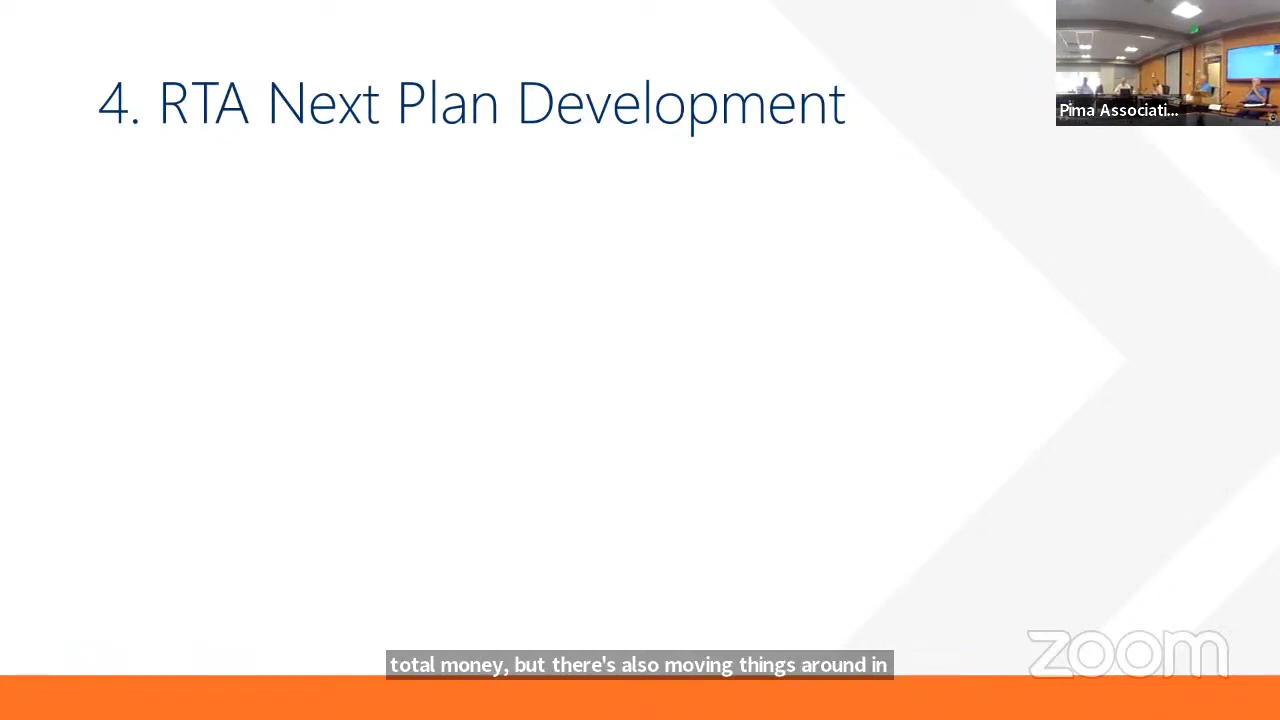 4. RTA Next Plan Development
Pima Associati...
total money, but there's also moving things around in
zoom